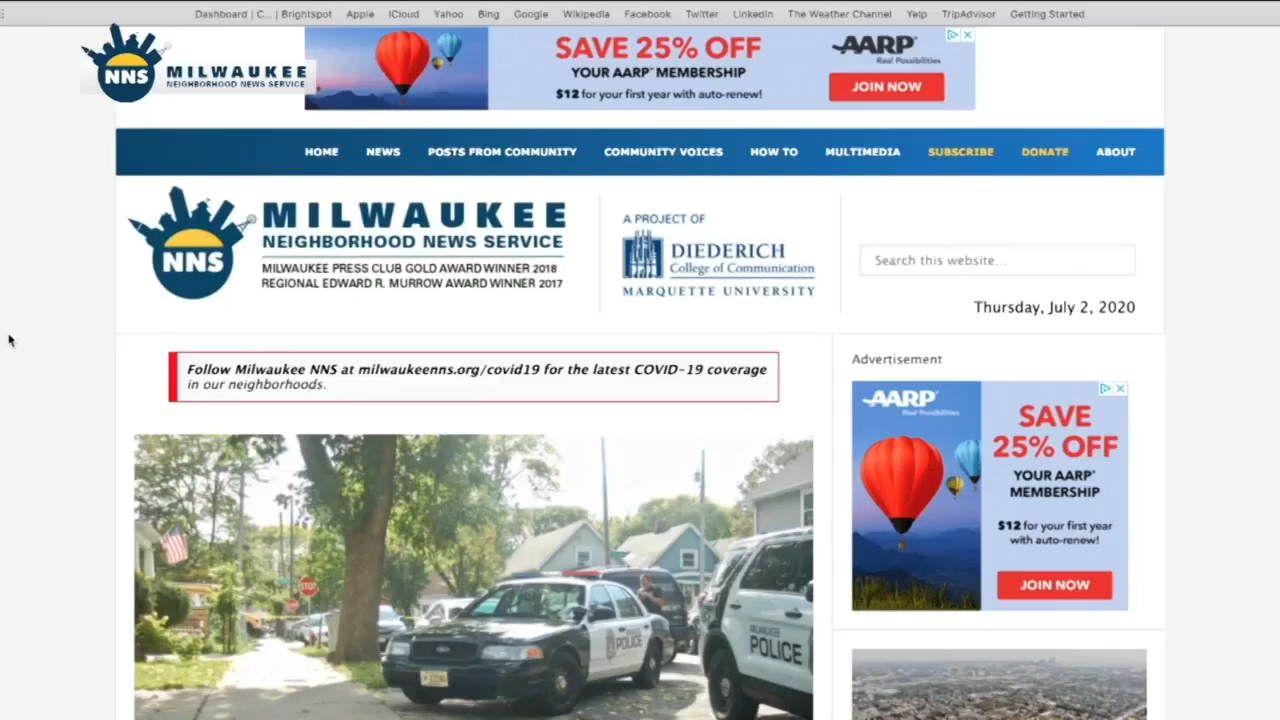 Dashboard | C... | Brightspot Apple iCloud Yahoo Bing Google Wikipedia Facebook Twitter LinkedIn The Weather Channel Yelp TripAdvisor Getting Started
NNS
MILWAUKEE
NEIGHBORHOOD NEWS SERVICE
SAVE 25% OFF
YOUR AARP® MEMBERSHIP
$12 for your first year with auto-renew!
AARP®
Real Possibilities
JOIN NOW
HOME NEWS POSTS FROM COMMUNITY COMMUNITY VOICES HOW TO MULTIMEDIA SUBSCRIBE DONATE ABOUT
NNS
MILWAUKEE
NEIGHBORHOOD NEWS SERVICE
MILWAUKEE PRESS CLUB GOLD AWARD WINNER 2018
REGIONAL EDWARD R. MURROW AWARD WINNER 2017
A PROJECT OF
DIEDERICH
College of Communication
MARQUETTE UNIVERSITY
Search this website...
Thursday, July 2, 2020
Follow Milwaukee NNS at milwaukeenns.org/covid19 for the latest COVID-19 coverage
in our neighborhoods.
Advertisement
AARP®
Real Possibilities
SAVE
25% OFF
YOUR AARP®
MEMBERSHIP
$12 for your first year
with auto-renew!
JOIN NOW
STOP
POLICE
MILWAUKEE
POLICE